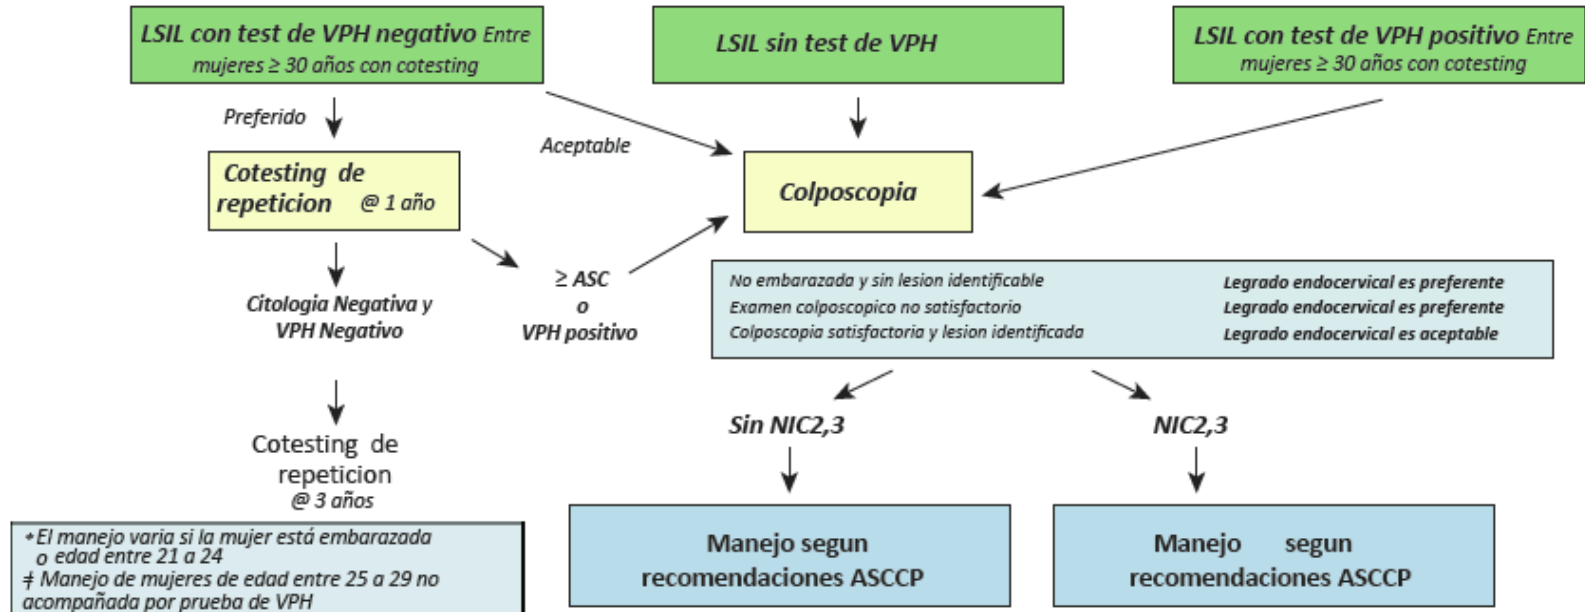 LSIL con test de VPH negativo Entre
mujeres ≥ 30 años con cotesting
LSIL sin test de VPH
LSIL con test de VPH positivo Entre
mujeres ≥ 30 años con cotesting
Preferido
Aceptable
Cotesting de
repeticion @ 1 año
Colposcopia
≥ ASC
o
VPH positivo
Citologia Negativa y
VPH Negativo
No embarazada y sin lesion identificable Legrado endocervical es preferente
Examen colposcopico no satisfactorio Legrado endocervical es preferente
Colposcopia satisfactoria y lesion identificada Legrado endocervical es aceptable
Sin NIC2,3
NIC2,3
Cotesting de
repeticion
@ 3 años
Manejo segun
recomendaciones ASCCP
Manejo segun
recomendaciones ASCCP
* El manejo varia si la mujer está embarazada
o edad entre 21 a 24
ǂ Manejo de mujeres de edad entre 25 a 29 no
acompañada por prueba de VPH